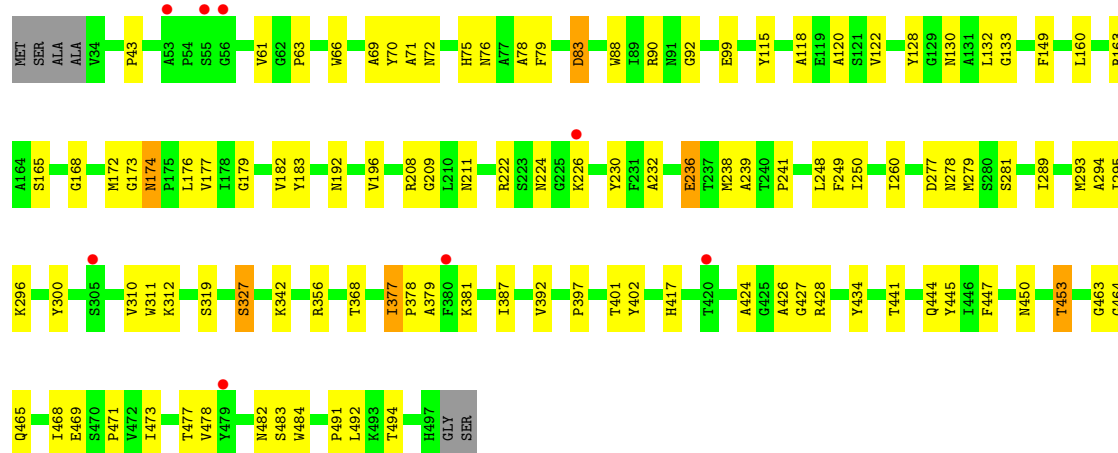 MET SER ALA ALA V34 P43 A53 P54 S55 G56 V61 G62 P63 W66 A69 Y70 A71 N72 H75 N76 A77 A78 F79 D83 W88 I89 R90 N91 G92 E99 Y115 A118 E119 A120 S121 V122 Y128 G129 N130 A131 L132 G133 F149 L160 R163
A164 S165 G168 M172 G173 N174 P175 L176 V177 I178 G179 V182 Y183 N192 V196 R208 G209 L210 N211 R222 S223 N224 G225 K226 Y230 F231 A232 E236 T237 M238 A239 T240 P241 L248 F249 I250 I260 D277 N278 M279 S280 S281 I289 M293 A294 I295
K296 Y300 S305 V310 W311 K312 S319 S327 K342 R356 T368 I377 P378 A379 F380 K381 I387 V392 P397 T401 Y402 H417 T420 A424 G425 A426 G427 R428 Y434 T441 Q444 Y445 I446 F447 N450 T453 G463
Q465 I468 E469 S470 P471 V472 I473 T477 V478 Y479 N482 S483 W484 P491 L492 K493 T494 H497 GLY SER